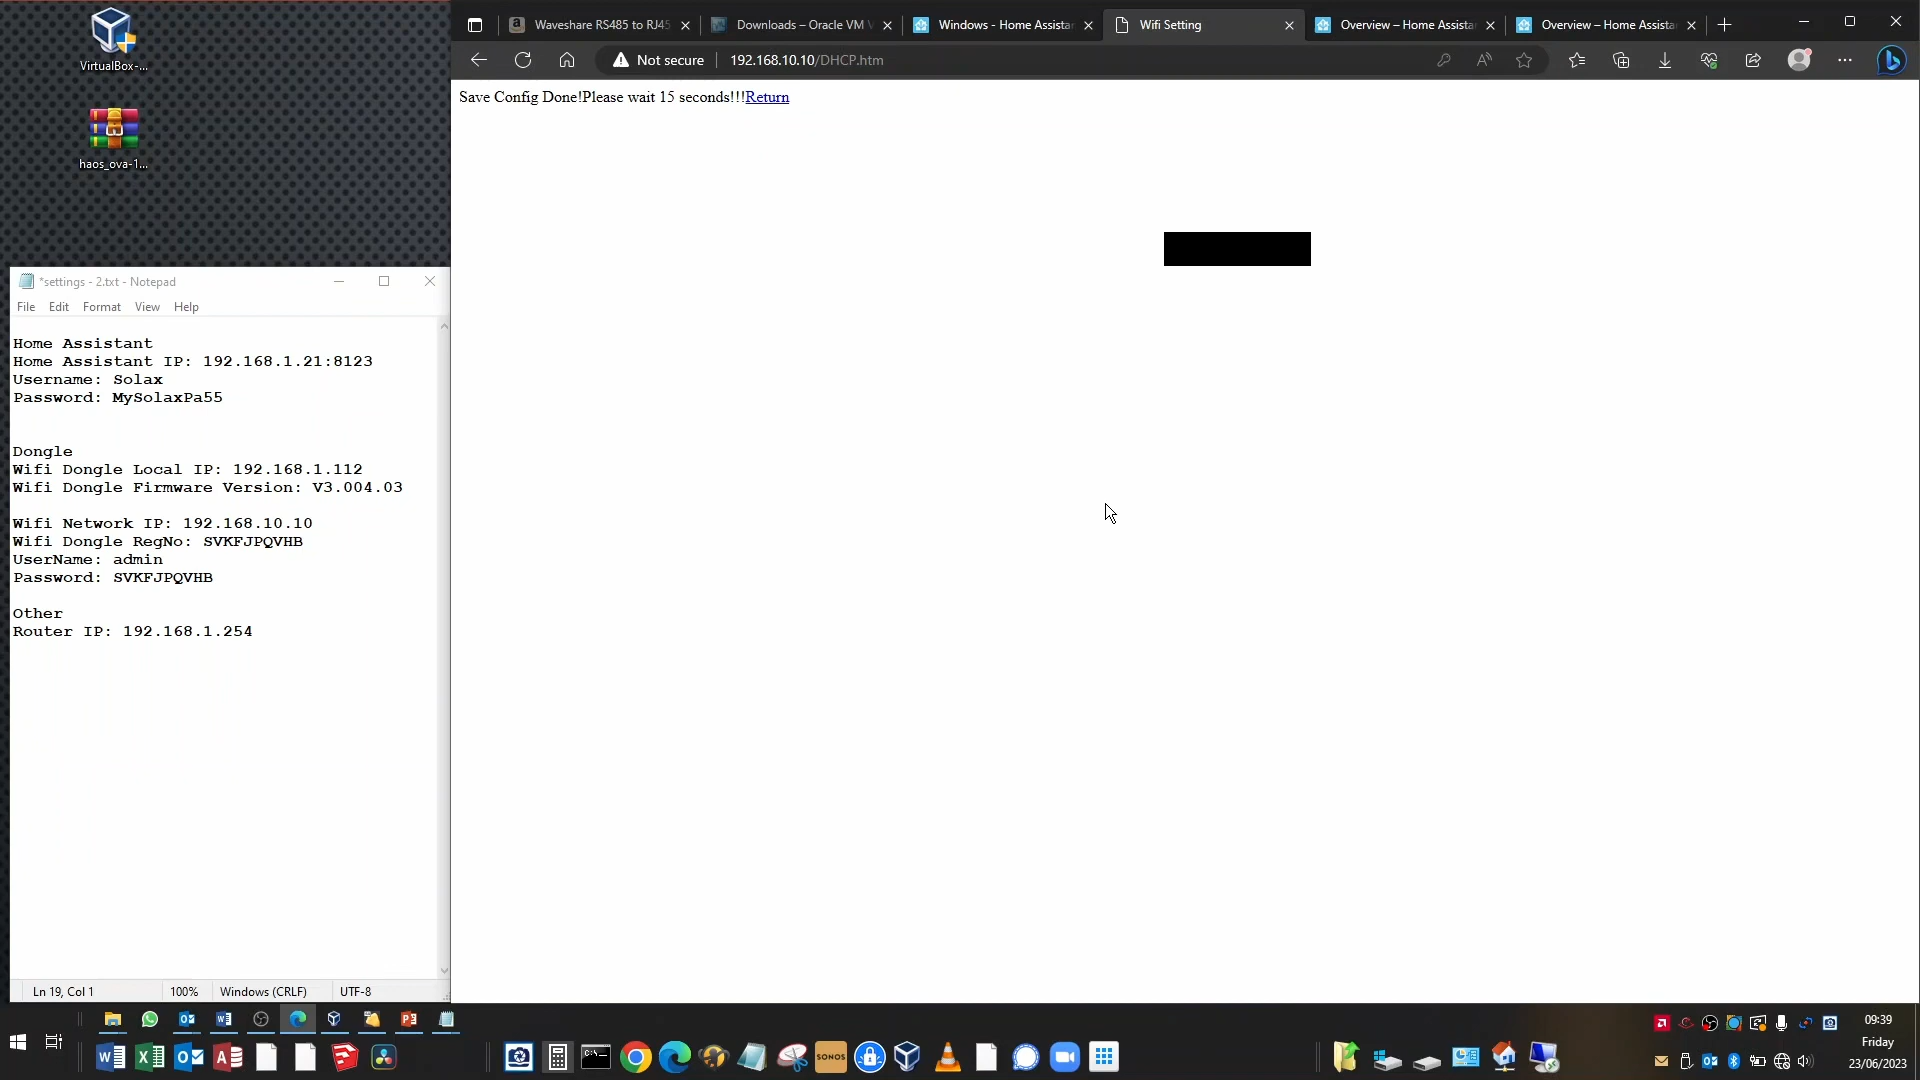 VirtualBox-...
haos_ova-1...
Waveshare RS485 to RJ45
Downloads – Oracle VM V
Windows - Home Assistan
Wifi Setting
Overview – Home Assista
Overview – Home Assista
Not secure
192.168.10.10/DHCP.htm
Save Config Done!Please wait 15 seconds!!!Return
*settings - 2.txt - Notepad
File Edit Format View Help
Home Assistant
Home Assistant IP: 192.168.1.21:8123
Username: Solax
Password: MySolaxPa55
Dongle
Wifi Dongle Local IP: 192.168.1.112
Wifi Dongle Firmware Version: V3.004.03
Wifi Network IP: 192.168.10.10
Wifi Dongle RegNo: SVKFJPQVHB
UserName: admin
Password: SVKFJPQVHB
Other
Router IP: 192.168.1.254
Ln 19, Col 1
100%
Windows (CRLF)
UTF-8
SONOS
09:39
Friday
23/06/2023